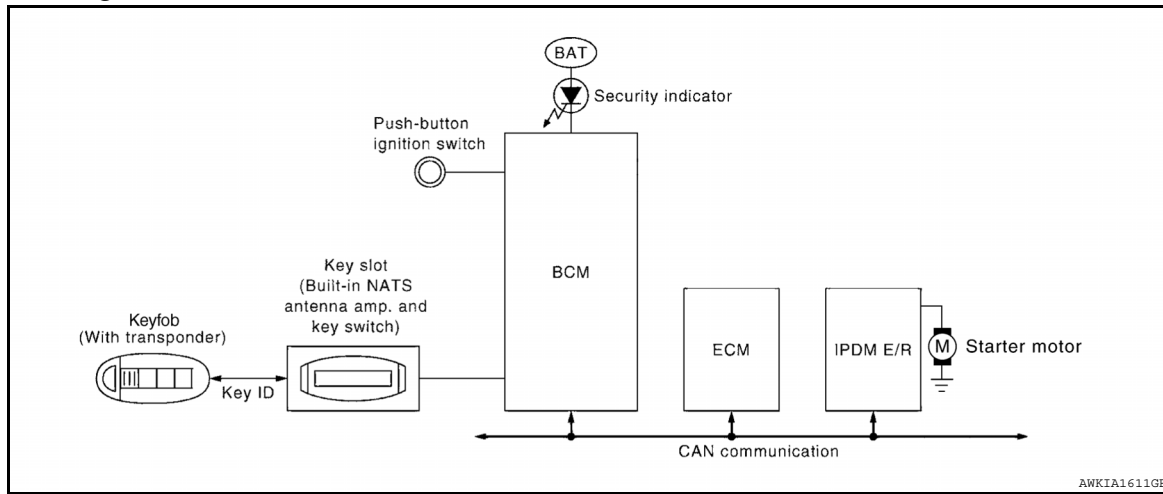 BAT
Security indicator
Push-button
ignition switch
BCM
Key slot
(Built-in NATS
antenna amp. and
key switch)
Keyfob
(With transponder)
Key ID
ECM
IPDM E/R
M
Starter motor
CAN communication